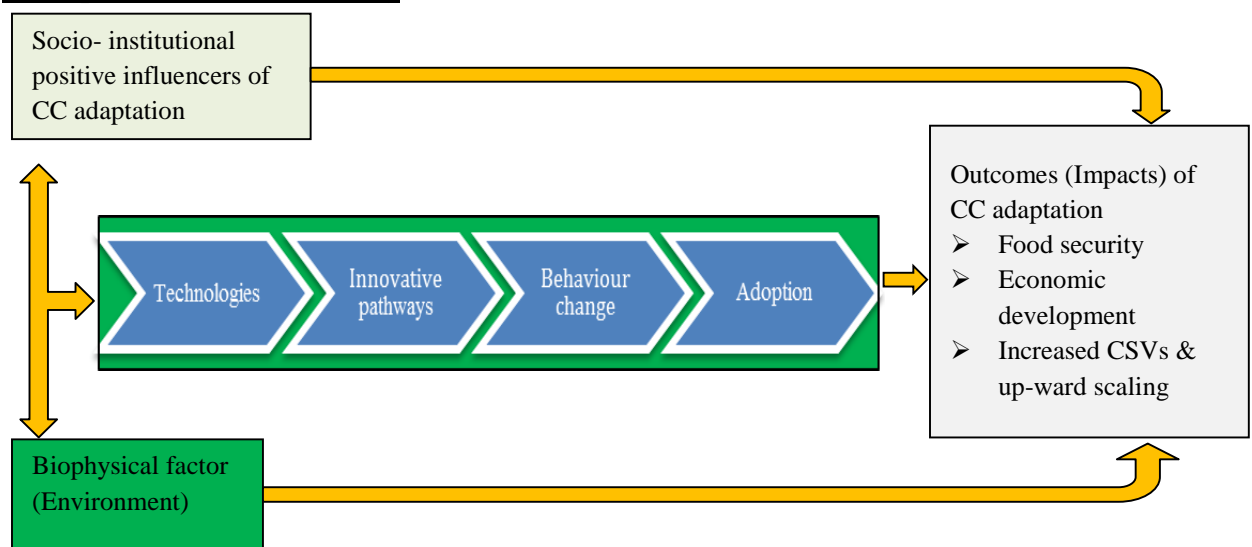 Socio- institutional
positive influencers of
CC adaptation
Technologies
Innovative
pathways
Behaviour
change
Adoption
Outcomes (Impacts) of
CC adaptation
➢ Food security
➢ Economic
development
➢ Increased CSVs &
up-ward scaling
Biophysical factor
(Environment)